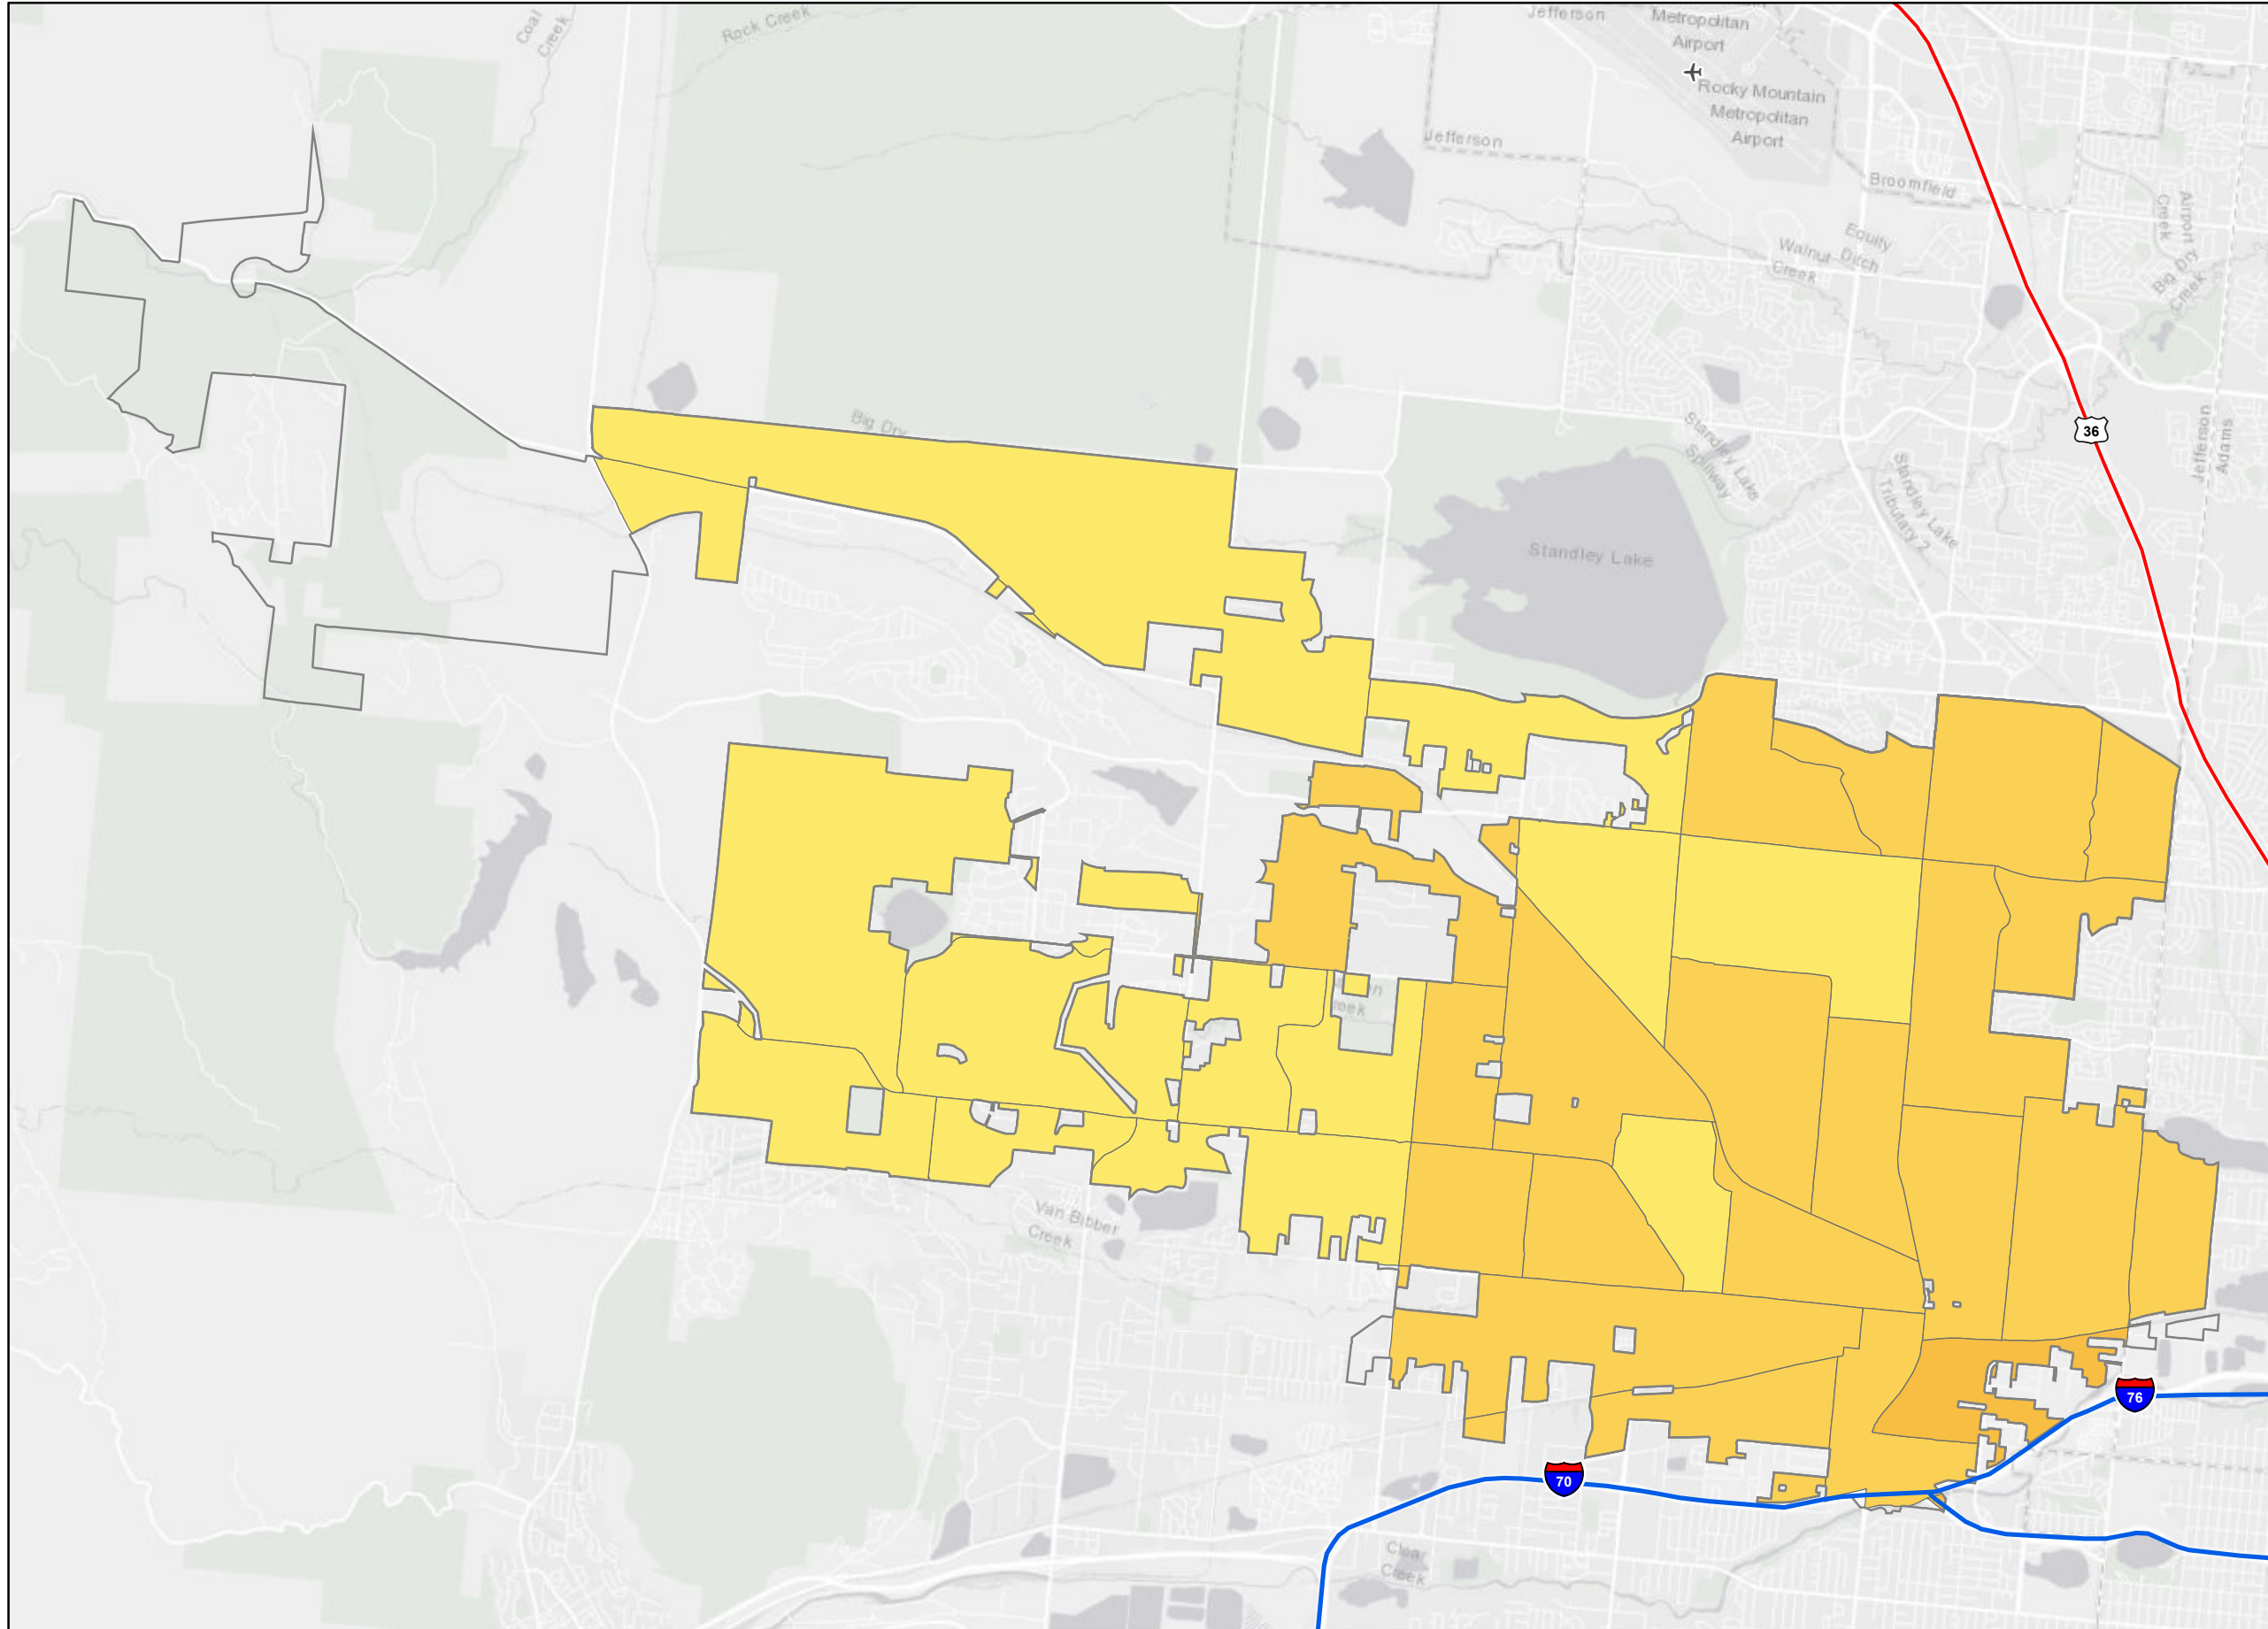 Jefferson
Metropolitan
Airport
Rock Creek
Coal
Creek
Rocky Mountain
Metropolitan
Airport
Jefferson
Broomfield
Airport
Creek
Equity
Ditch
Walnut
Creek
Big Dry
Creek
Big Dry
Standley Lake
Spillway
36
Jefferson
Adams
Standley Lake
Tributary 2
Standley Lake
Van Bibber
Creek
76
70
Clear
Creek